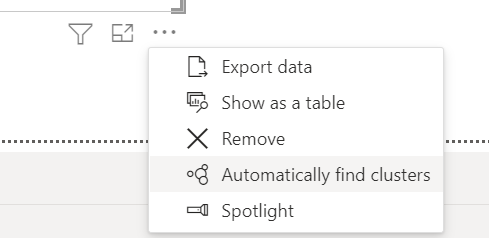 Export data
Show as a table
Remove
Automatically find clusters
Spotlight